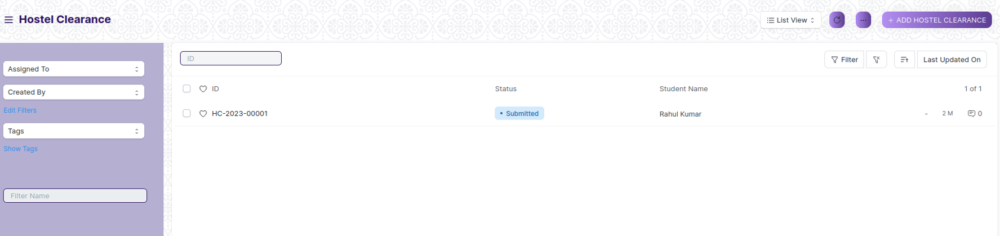 Hostel Clearance
List View
...
+ ADD HOSTEL CLEARANCE
Assigned To
Created By
Edit Filters
Tags
Show Tags
Filter Name
ID
Filter
Last Updated On
ID Status Student Name 1 of 1
HC-2023-00001 • Submitted Rahul Kumar - 2 M 0